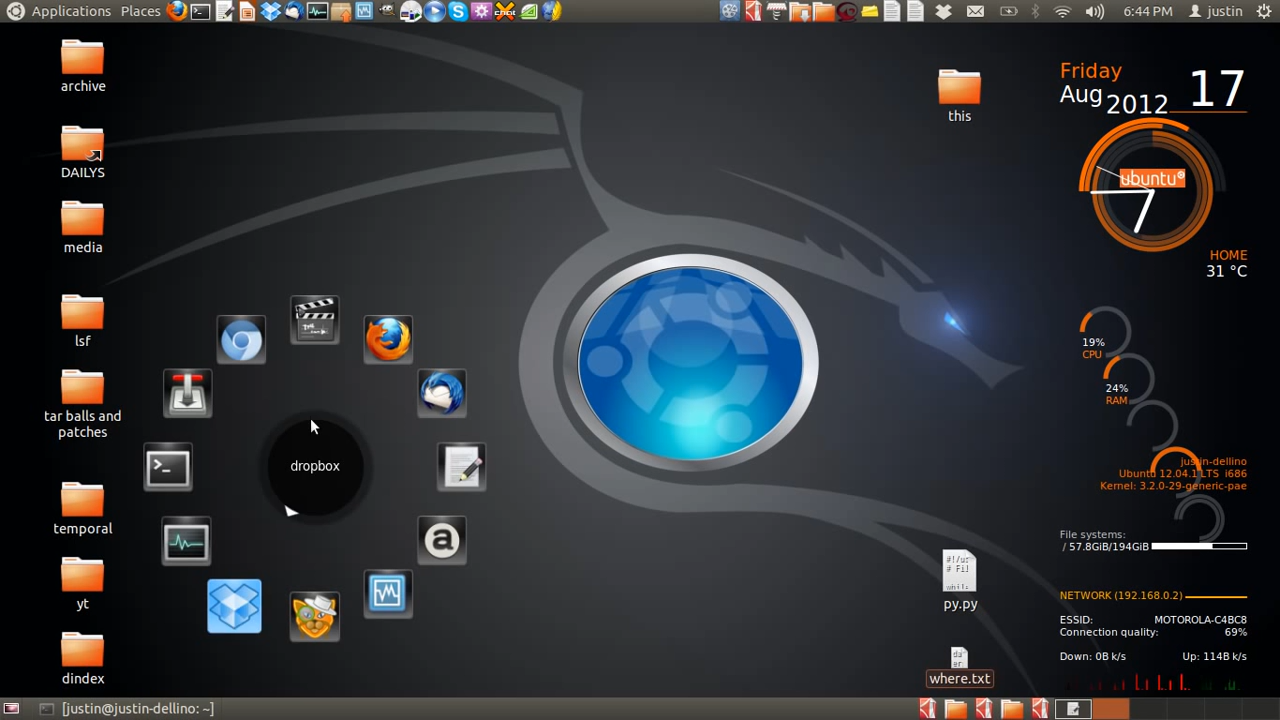 Applications Places
6:44 PM justin
archive
DAILYS
media
lsf
tar balls and
patches
temporal
yt
dindex
dropbox
this
py.py
where.txt
Friday
Aug 2012 17
ubuntu®
HOME
31 °C
19%
CPU
24%
RAM
justin-dellino
Ubuntu 12.04.1 LTS i686
Kernel: 3.2.0-29-generic-pae
File systems:
/ 57.8GiB/194GiB
NETWORK (192.168.0.2)
ESSID: MOTOROLA-C4BC8
Connection quality: 69%
Down: 0B k/s Up: 114B k/s
[justin@justin-dellino: ~]